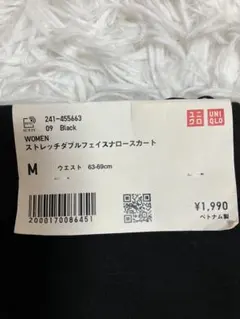 241-455663
09 Black
WOMEN
ストレッチダブルフェイスナロースカート
M
ウエスト 63-69cm
ユニクロ
UNIQLO
¥1,990
ベトナム製
2000170086451